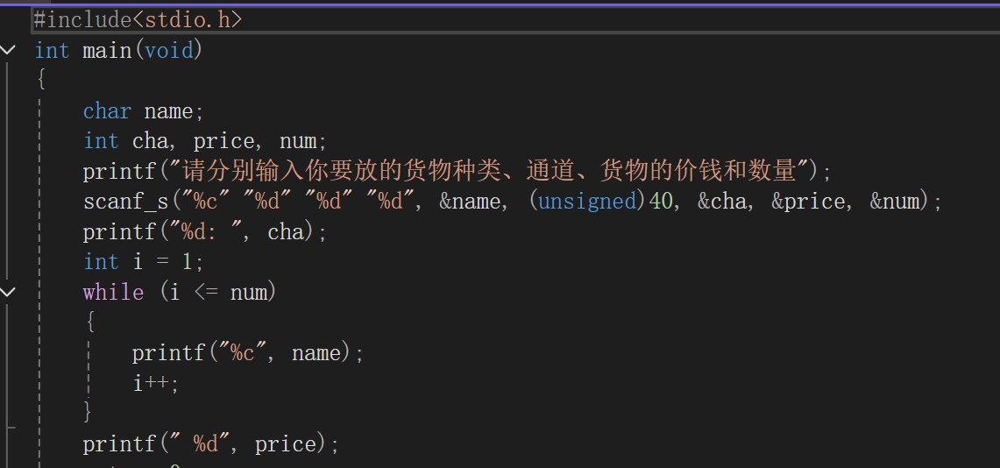 #include<stdio.h>
int main(void)
{
char name;
int cha, price, num;
printf("请分别输入你要放的货物种类、通道、货物的价钱和数量");
scanf_s("%c" "%d" "%d" "%d", &name, (unsigned)40, &cha, &price, &num);
printf("%d: ", cha);
int i = 1;
while (i <= num)
{
printf("%c", name);
i++;
}
printf(" %d", price);